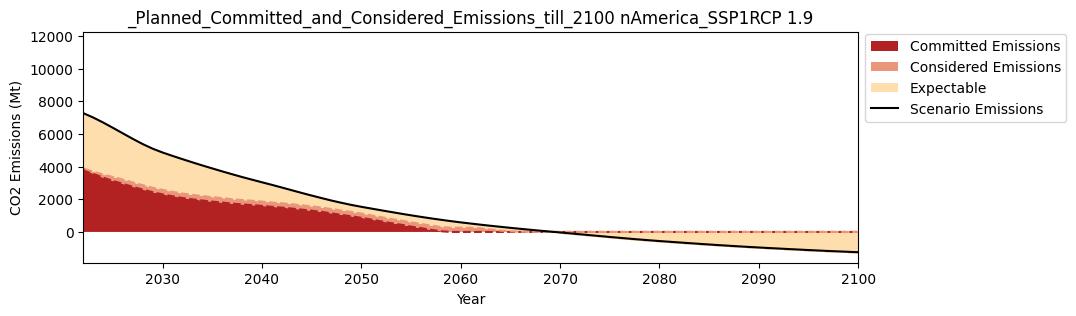 _Planned_Committed_and_Considered_Emissions_till_2100 nAmerica_SSP1RCP 1.9
12000
10000
8000
6000
4000
2000
0
CO2 Emissions (Mt)
2030
2040
2050
2060
2070
2080
2090
2100
Year
Committed Emissions
Considered Emissions
Expectable
Scenario Emissions